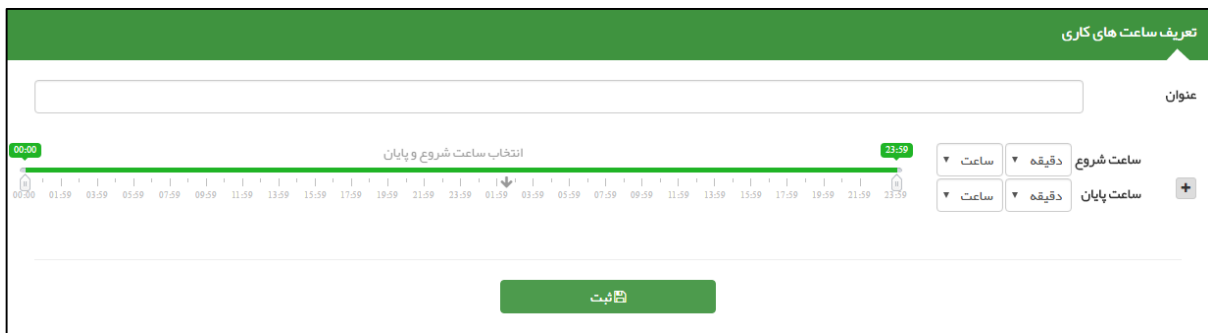 تعریف ساعت های کاری
عنوان
انتخاب ساعت شروع و پایان
00:00 23:59
ساعت شروع دقیقه ساعت
00:00 01:59 03:59 05:59 07:59 09:59 11:59 13:59 15:59 17:59 19:59 21:59 23:59 01:59 03:59 05:59 07:59 09:59 11:59 13:59 15:59 17:59 19:59 21:59 23:59
+ ساعت پایان دقیقه ساعت
ثبت